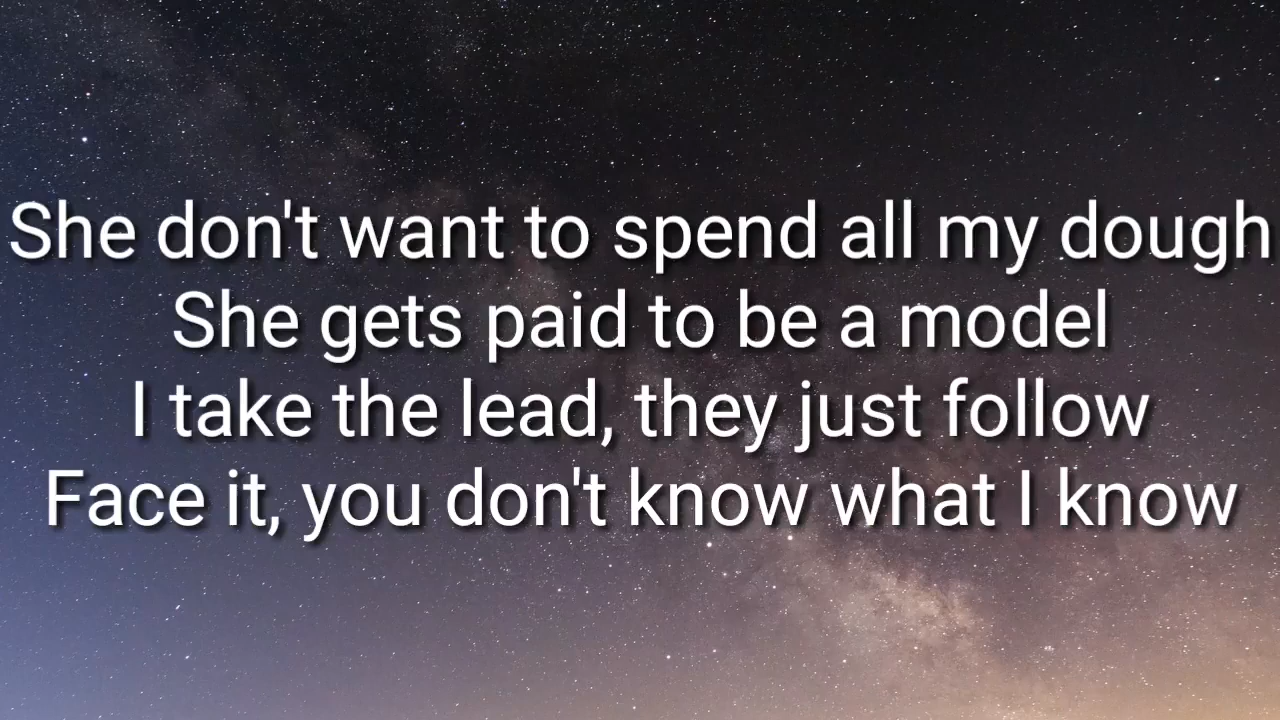 She don't want to spend all my dough
She gets paid to be a model
I take the lead, they just follow
Face it, you don't know what I know